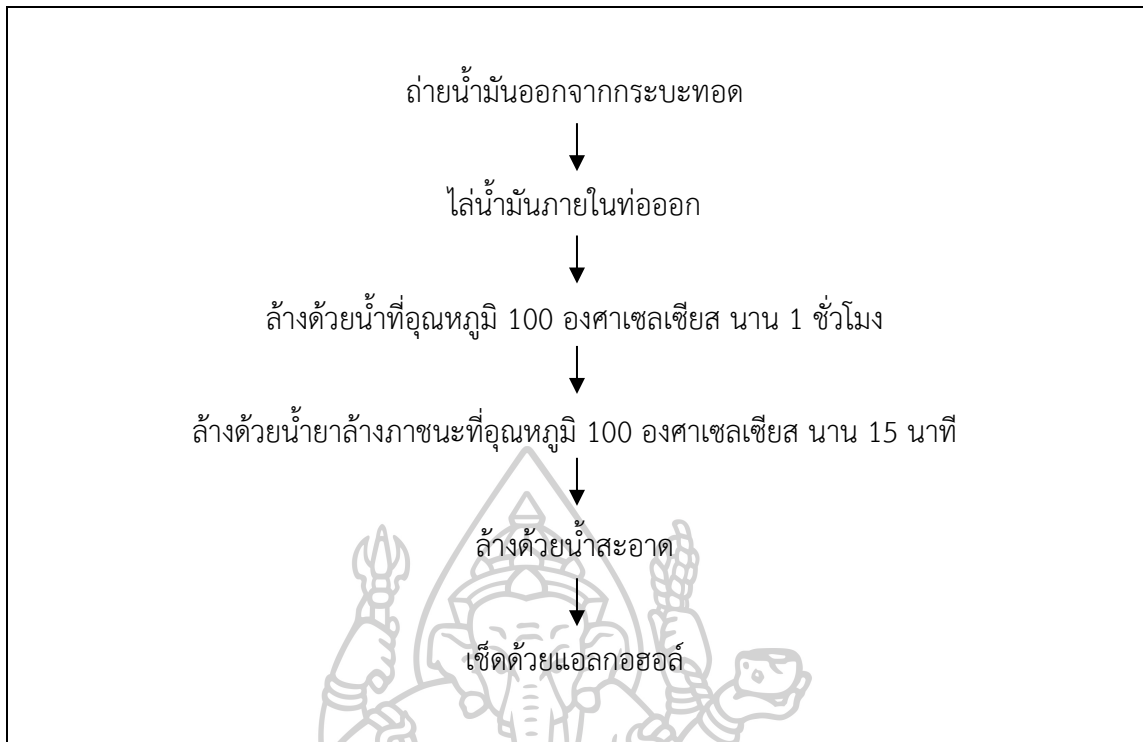 ถ่ายน้ำมันออกจากกระบะทอด
ไล่น้ำมันภายในท่อออก
ล้างด้วยน้ำที่อุณหภูมิ 100 องศาเซลเซียส นาน 1 ชั่วโมง
ล้างด้วยน้ำยาล้างภาชนะที่อุณหภูมิ 100 องศาเซลเซียส นาน 15 นาที
ล้างด้วยน้ำสะอาด
เช็ดด้วยแอลกอฮอล์